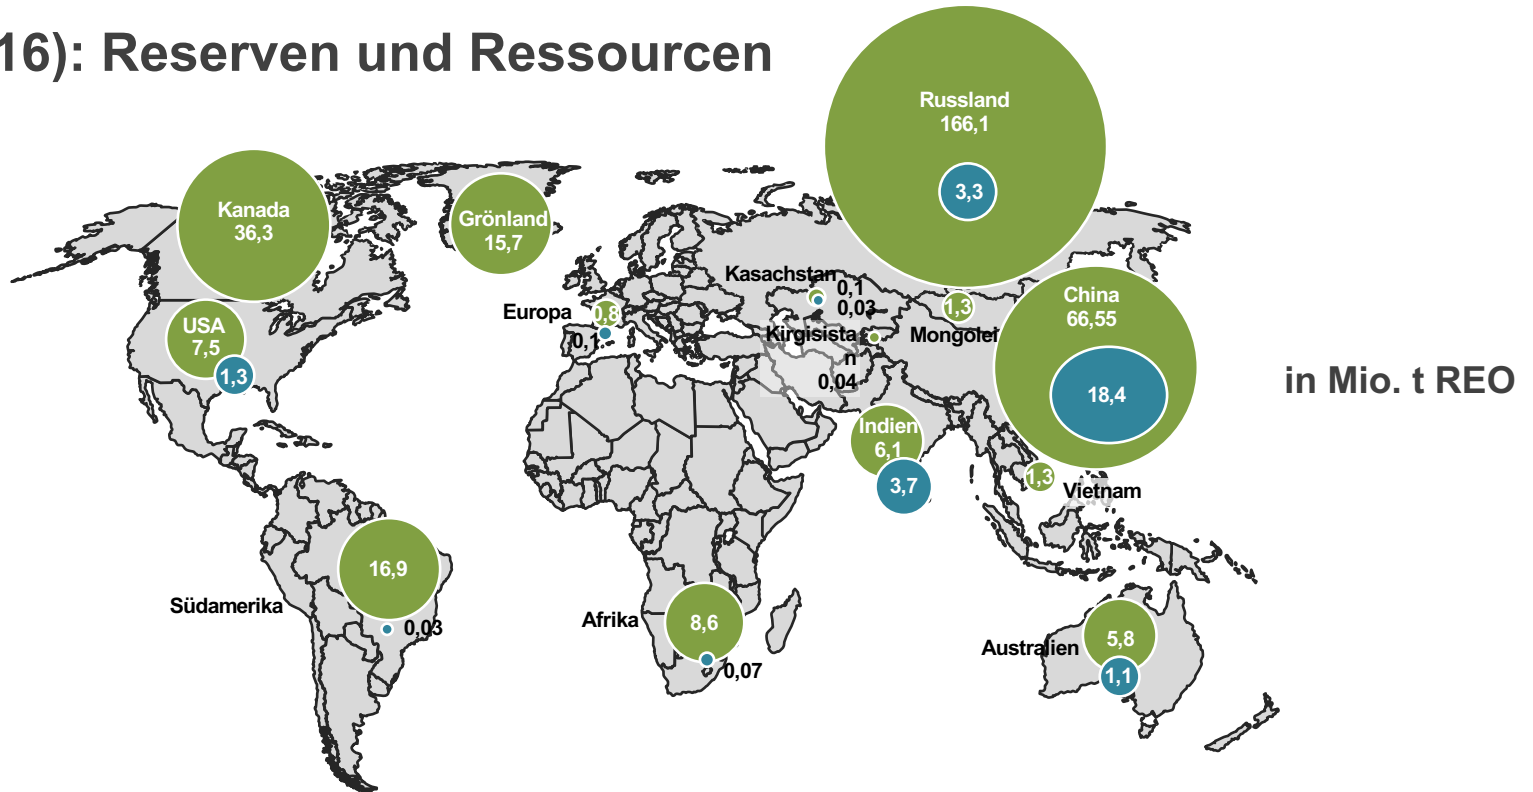 16): Reserven und Ressourcen
Russland
166,1
3,3
Kanada
36,3
Grönland
15,7
Kasachstan
0,1
0,03
Europa
0,8
0,1
USA
7,5
1,3
Kirgisista
n
0,04
1,3
Mongolei
China
66,55
18,4
in Mio. t REO
Indien
6,1
3,7
1,3
Vietnam
16,9
Südamerika
0,03
Afrika
8,6
0,07
Australien
5,8
1,1